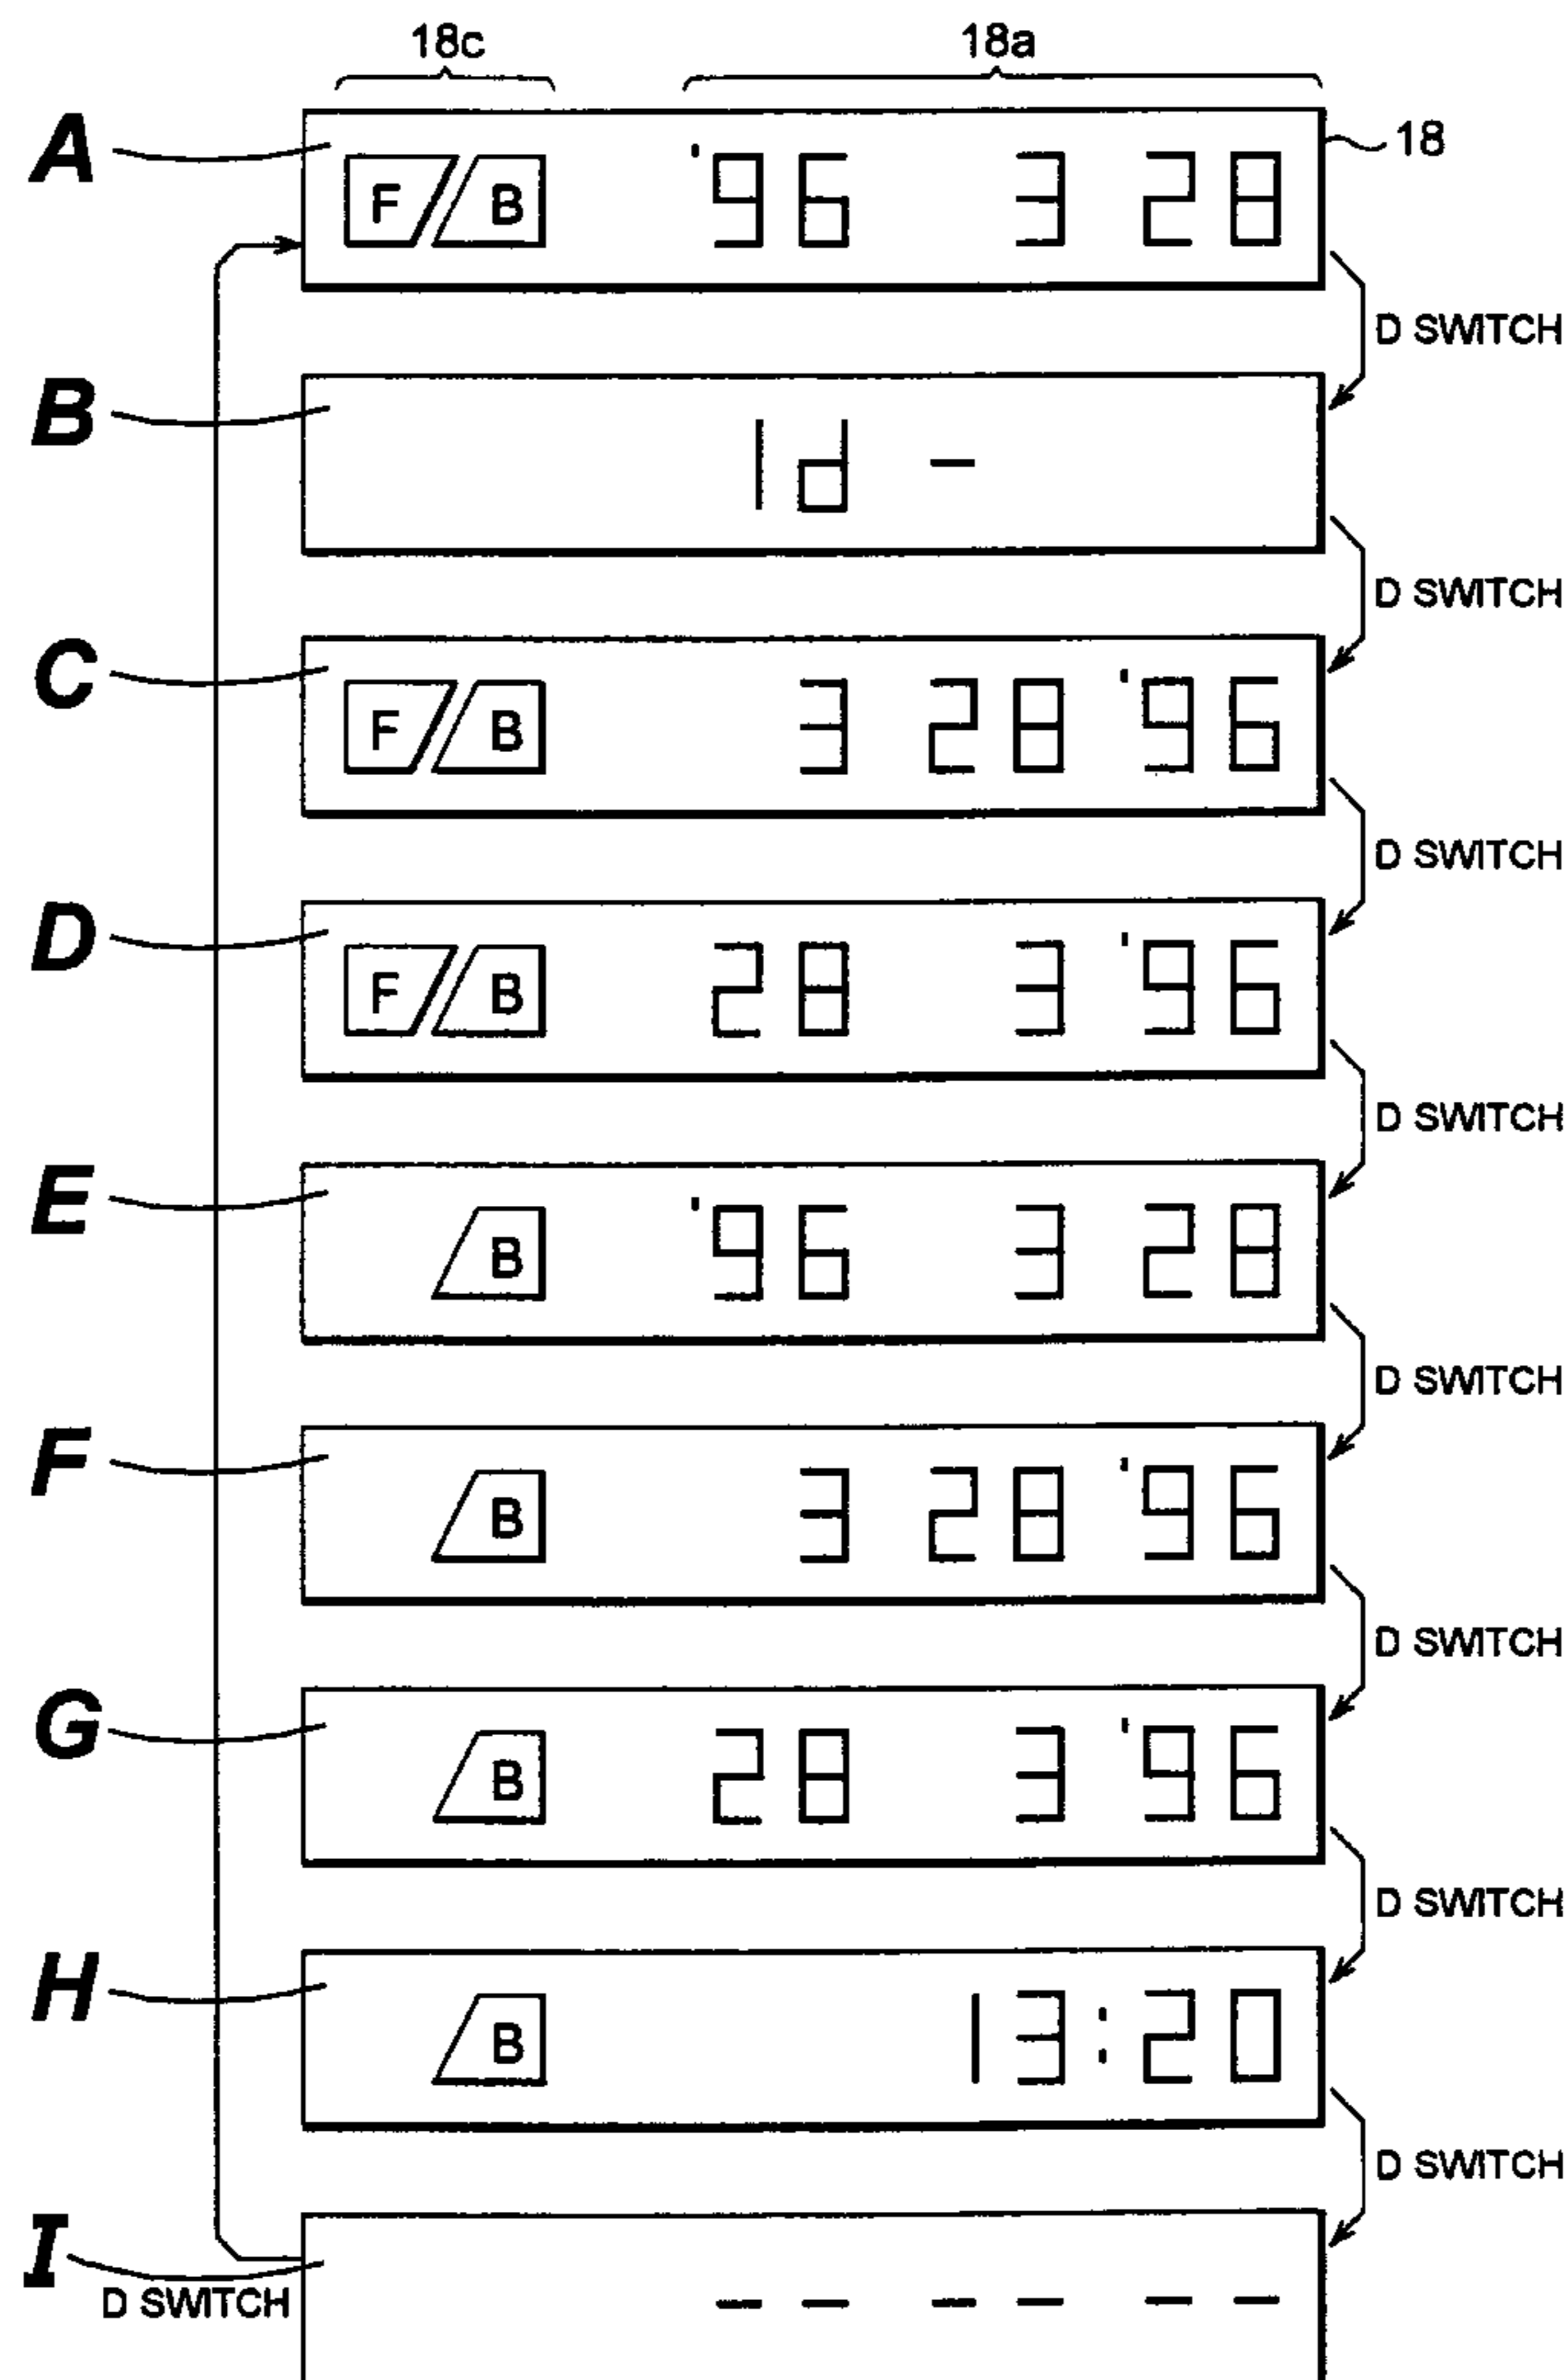 18c 18a
A F B '96 3 28 18
D SWITCH
B 1d -
D SWITCH
C F B 3 28 '96
D SWITCH
D F B 28 3 '96
D SWITCH
E B '96 3 28
D SWITCH
F B 3 28 '96
D SWITCH
G B 28 3 '96
D SWITCH
H B 13:20
D SWITCH
I
D SWITCH - - - - - -